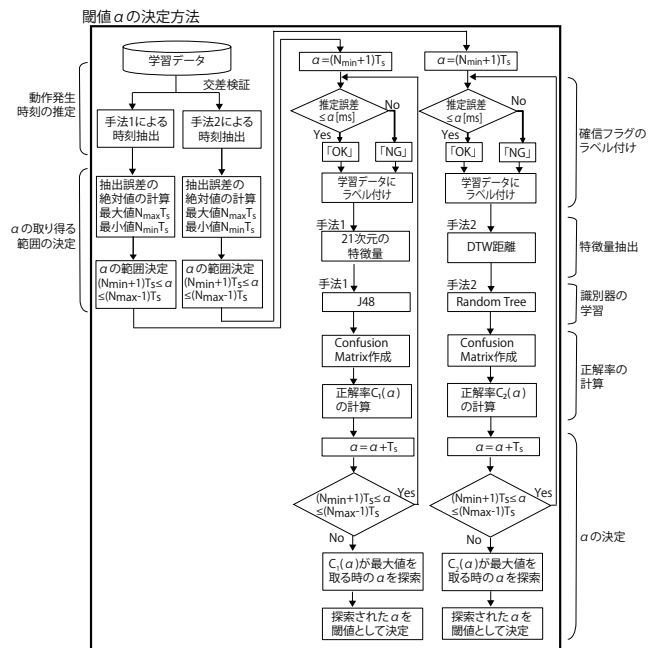 閾値αの決定方法
学習データ
交差検証
動作発生
時刻の推定
手法1による
時刻抽出
手法2による
時刻抽出
αの取り得る
範囲の決定
抽出誤差の
絶対値の計算
最大値NmaxTs
最小値NminTs
抽出誤差の
絶対値の計算
最大値NmaxTs
最小値NminTs
αの範囲決定
(Nmin+1)Ts≤α
≤(Nmax-1)Ts
αの範囲決定
(Nmin+1)Ts≤α
≤(Nmax-1)Ts
α=(Nmin+1)Ts
推定誤差
≤α[ms]
No
Yes
「OK」
「NG」
学習データに
ラベル付け
手法1
21次元の
特徴量
手法1
J48
Confusion
Matrix作成
正解率C1(α)
の計算
α=α+Ts
(Nmin+1)Ts≤α
≤(Nmax-1)Ts
Yes
No
C1(α)が最大値を
取る時のαを探索
探索されたαを
閾値として決定
α=(Nmin+1)Ts
推定誤差
≤α[ms]
No
Yes
「OK」
「NG」
学習データに
ラベル付け
手法2
DTW距離
手法2
Random Tree
Confusion
Matrix作成
正解率C2(α)
の計算
α=α+Ts
(Nmin+1)Ts≤α
≤(Nmax-1)Ts
Yes
No
C2(α)が最大値を
取る時のαを探索
探索されたαを
閾値として決定
確信フラグの
ラベル付け
特徴量抽出
識別器の
学習
正解率の
計算
αの決定